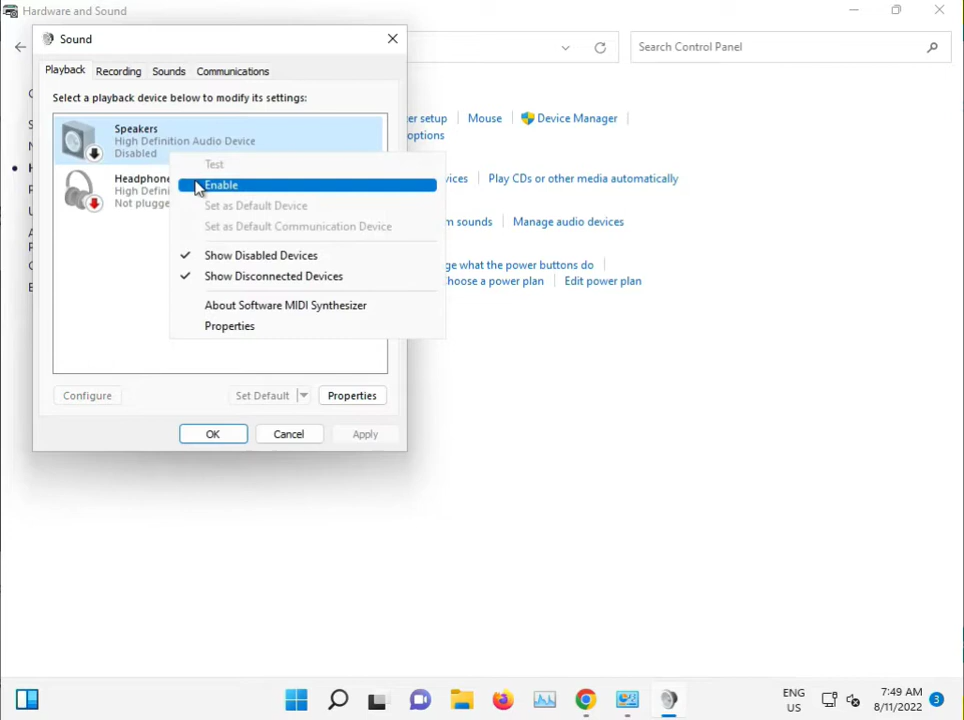 Hardware and Sound
Sound
Search Control Panel
Playback
Recording
Sounds
Communications
Select a playback device below to modify its settings:
Speakers
High Definition Audio Device
Disabled
Headphone
High Defini
Not plugge
Test
Enable
Set as Default Device
Set as Default Communication Device
Show Disabled Devices
Show Disconnected Devices
About Software MIDI Synthesizer
Properties
Configure
Set Default
Properties
OK
Cancel
Apply
er setup
Mouse
Device Manager
options
vices
Play CDs or other media automatically
m sounds
Manage audio devices
ge what the power buttons do
hoose a power plan
Edit power plan
ENG
US
7:49 AM
8/11/2022
3